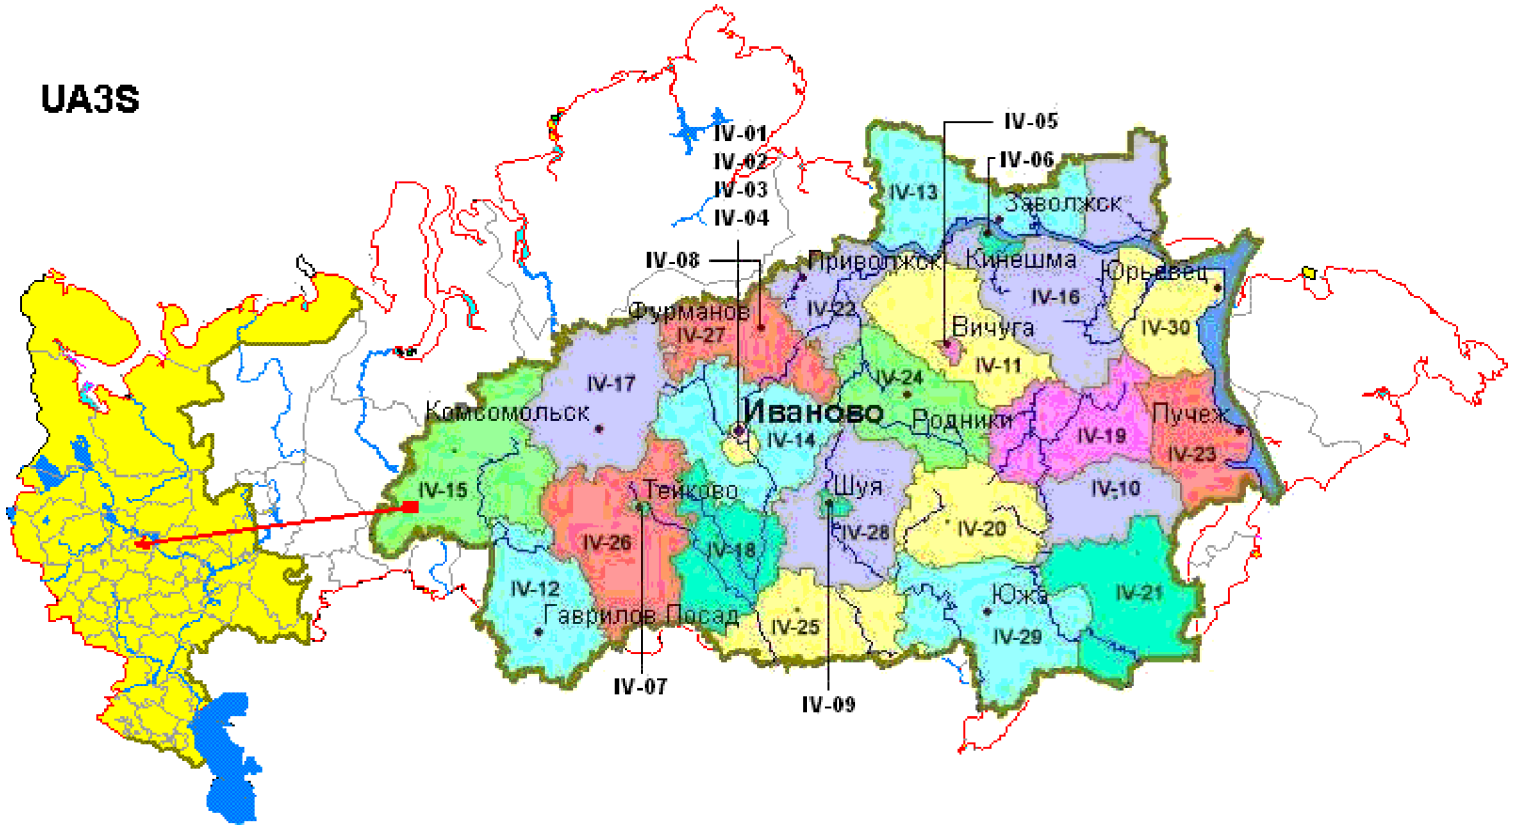 UA3S
IV-01
IV-02
IV-03
IV-04
IV-05
IV-06
IV-13
Заволжск
IV-08
Приволжск
Кинешма
Юрьевец
IV-22
IV-16
Фурманов
IV-27
Вичуга
IV-30
IV-11
IV-17
IV-24
Комсомольск
Иваново
Родники
Пучеж
IV-14
IV-19
IV-23
IV-15
Тейково
Шуя
IV-10
IV-26
IV-18
IV-28
IV-20
IV-12
Южа
IV-21
Гаврилов Посад
IV-25
IV-29
IV-07
IV-09